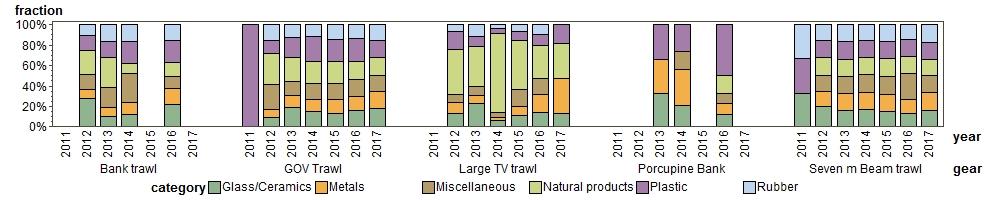 fraction
100%
80%
60%
40%
20%
0%
2011 2012 2013 2014 2015 2016 2017 2011 2012 2013 2014 2015 2016 2017 2011 2012 2013 2014 2015 2016 2017 2011 2012 2013 2014 2015 2016 2017 2011 2012 2013 2014 2015 2016 2017 year
Bank trawl GOV Trawl Large TV trawl Porcupine Bank Seven m Beam trawl gear
category Glass/Ceramics Metals Miscellaneous Natural products Plastic Rubber